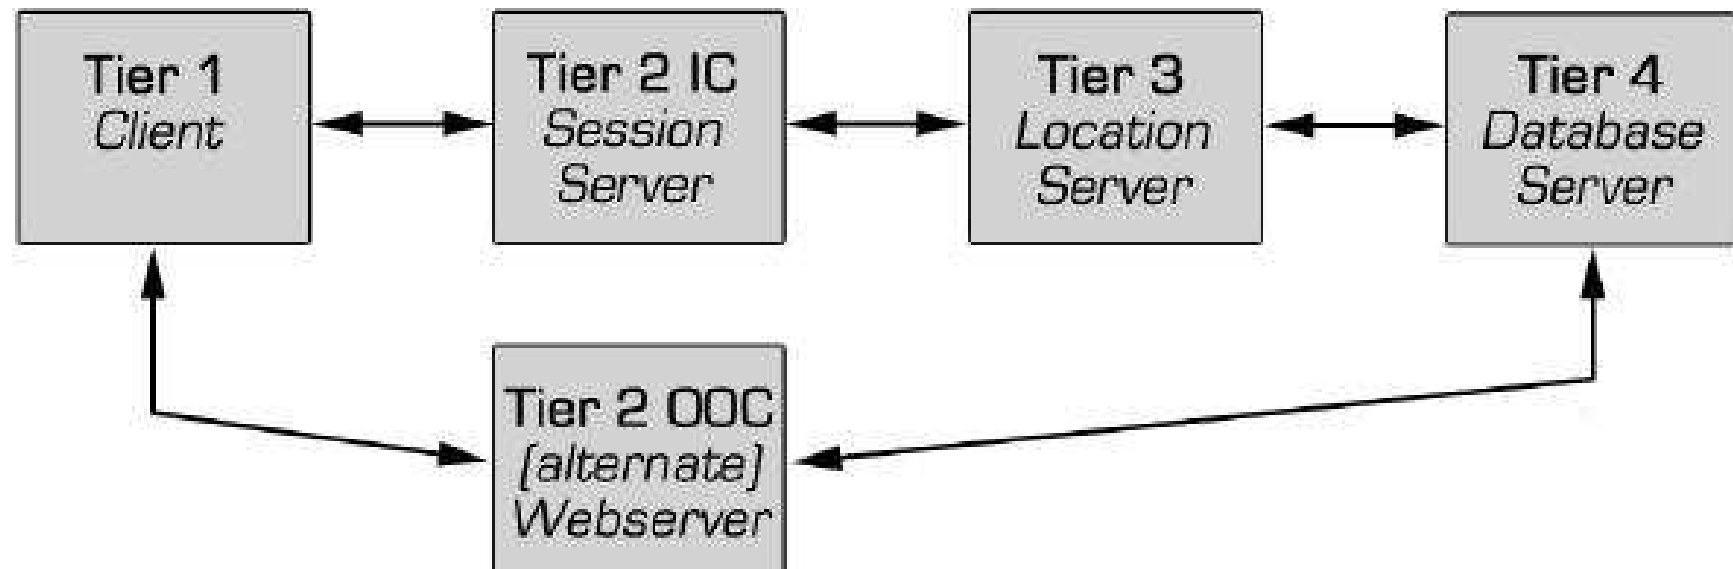 Tier 1
Client
Tier 2 IC
Session
Server
Tier 3
Location
Server
Tier 4
Database
Server
Tier 2 OOC
(alternate)
Webserver